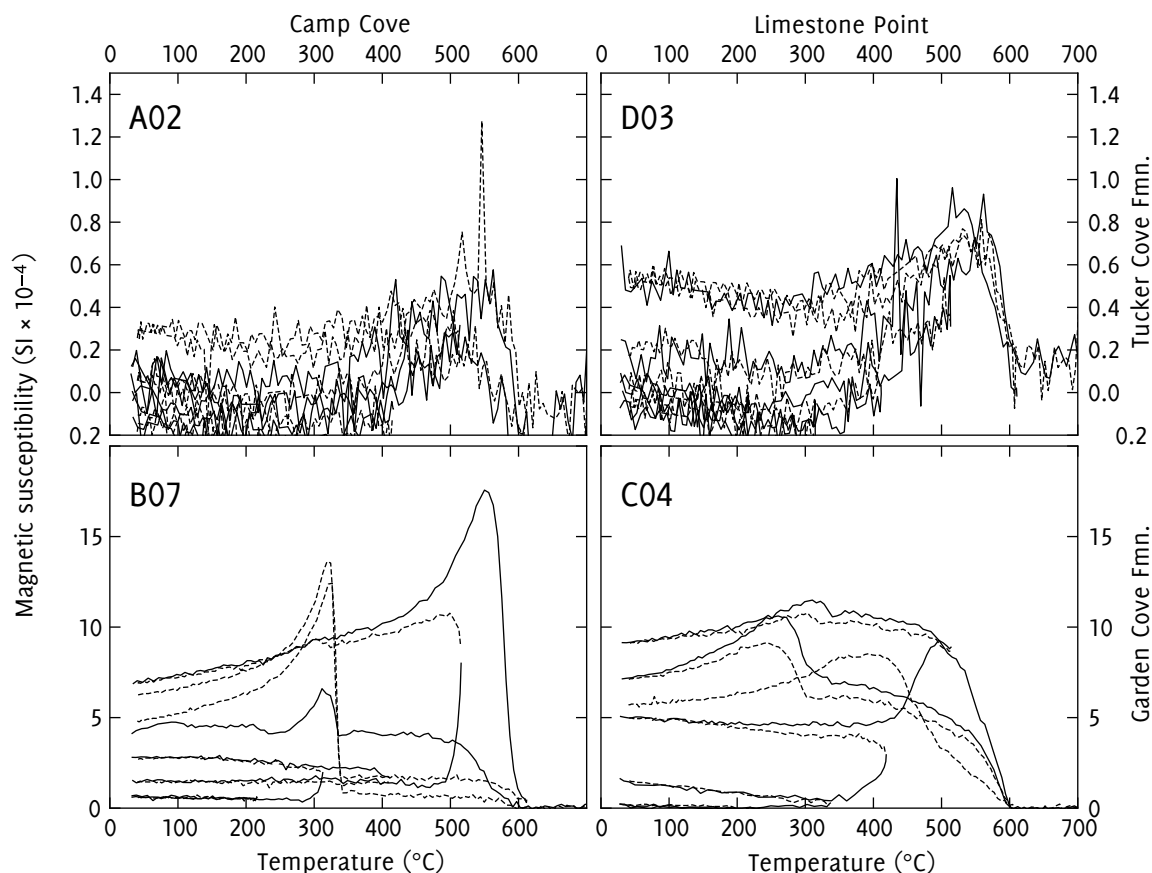 Camp Cove
Limestone Point
0 100 200 300 400 500 600
0 100 200 300 400 500 600 700
1.4
1.2
1.0
0.8
0.6
0.4
0.2
0.0
0.2
A02
D03
1.4
1.2
1.0
0.8
0.6
0.4
0.2
0.0
0.2
Tucker Cove Fmn.
Magnetic susceptibility (SI × 10⁻⁴)
15
10
5
0
B07
C04
15
10
5
0
Garden Cove Fmn.
0 100 200 300 400 500 600
0 100 200 300 400 500 600 700
Temperature (°C)
Temperature (°C)